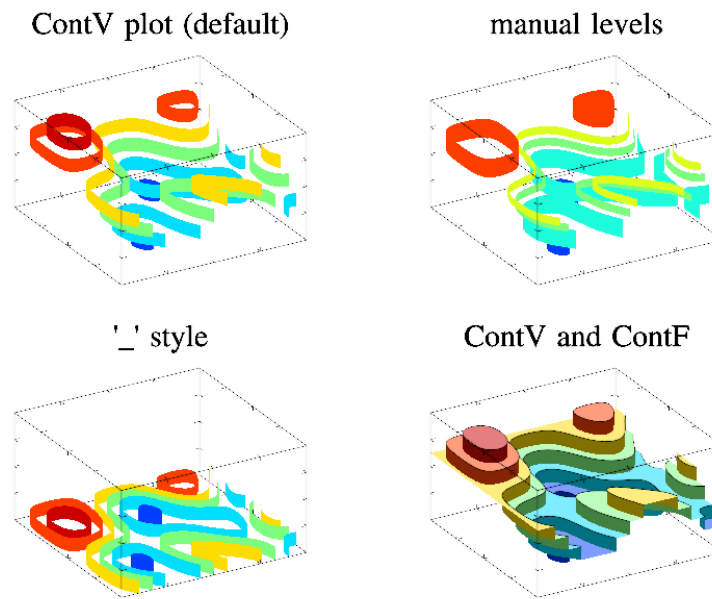 ContV plot (default)
manual levels
'_' style
ContV and ContF